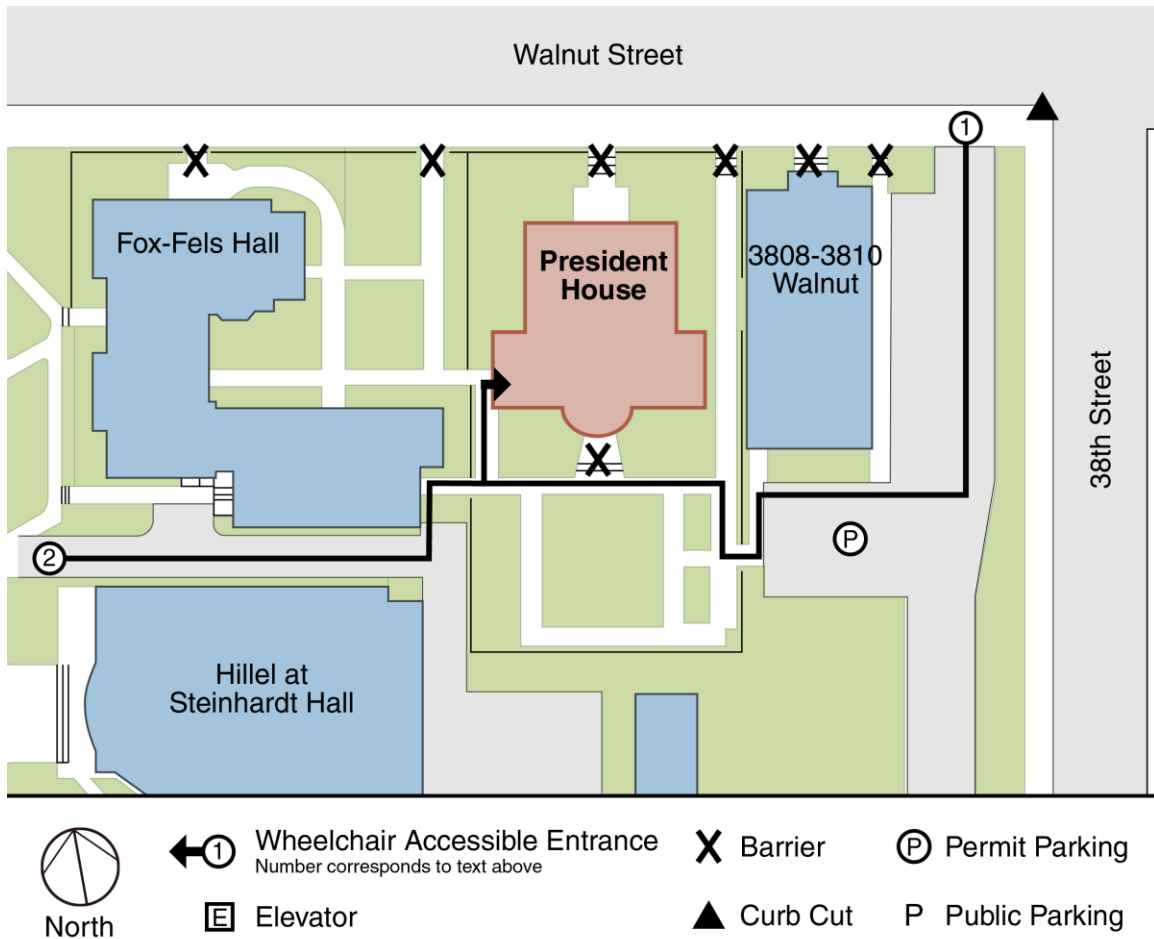 Walnut Street
1
Fox-Fels Hall
President
House
3808-3810
Walnut
38th Street
P
2
Hillel at
Steinhardt Hall
1 Wheelchair Accessible Entrance
Number corresponds to text above
Barrier
P Permit Parking
North
E Elevator
Curb Cut
P Public Parking